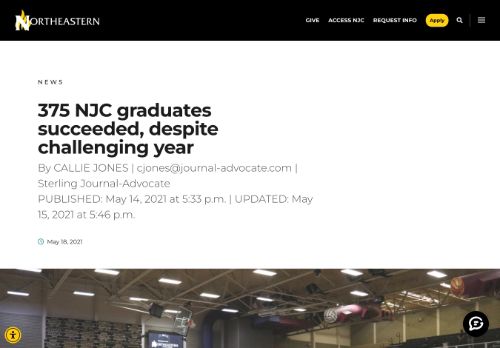 NORTHEASTERN
GIVE ACCESS NJC REQUEST INFO Apply
NEWS
375 NJC graduates
succeeded, despite
challenging year
By CALLIE JONES | cjones@journal-advocate.com |
Sterling Journal-Advocate
PUBLISHED: May 14, 2021 at 5:33 p.m. | UPDATED: May
15, 2021 at 5:46 p.m.
May 18, 2021